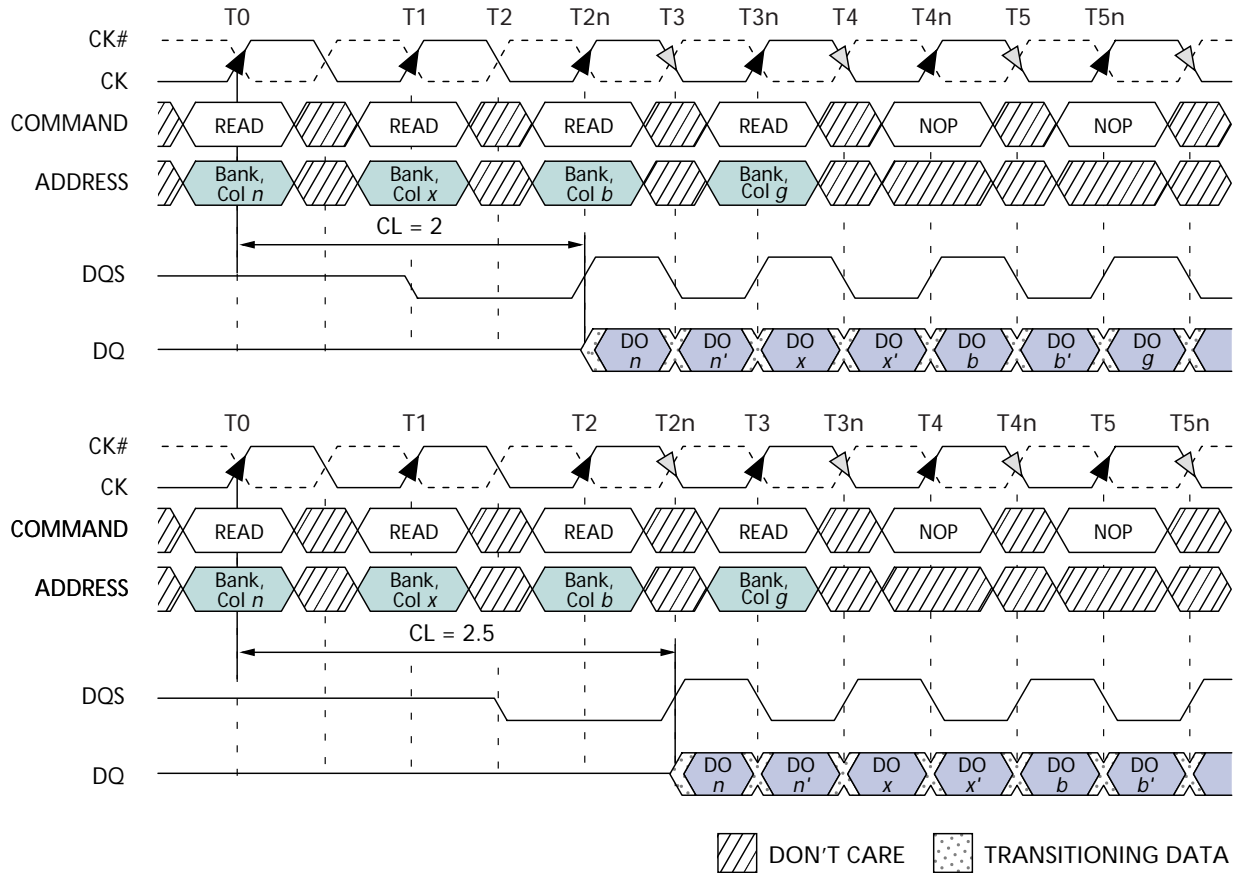 T0 T1 T2 T2n T3 T3n T4 T4n T5 T5n
CK#
CK
COMMAND READ READ READ READ NOP NOP
ADDRESS Bank, Col n Bank, Col x Bank, Col b Bank, Col g
CL = 2
DQS
DQ DO n DO n' DO x DO x' DO b DO b' DO g
T0 T1 T2 T2n T3 T3n T4 T4n T5 T5n
CK#
CK
COMMAND READ READ READ READ NOP NOP
ADDRESS Bank, Col n Bank, Col x Bank, Col b Bank, Col g
CL = 2.5
DQS
DQ DO n DO n' DO x DO x' DO b DO b'
DON'T CARE TRANSITIONING DATA